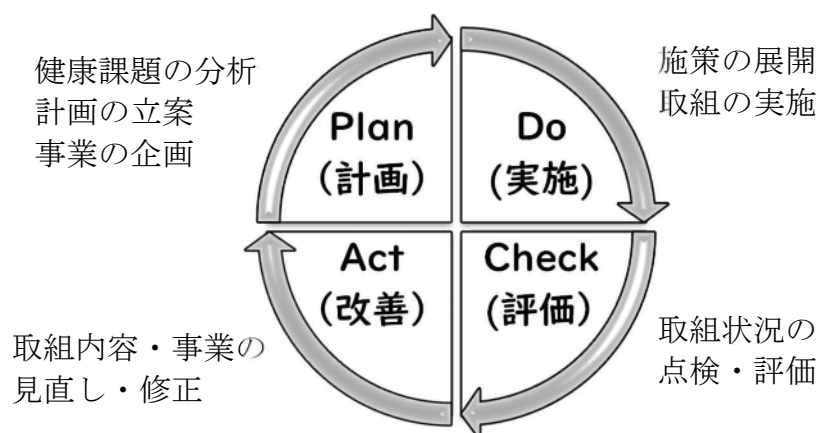 健康課題の分析
計画の立案
事業の企画
Plan
(計画)
Do
(実施)
施策の展開
取組の実施
Act
(改善)
Check
(評価)
取組内容・事業の
見直し・修正
取組状況の
点検・評価